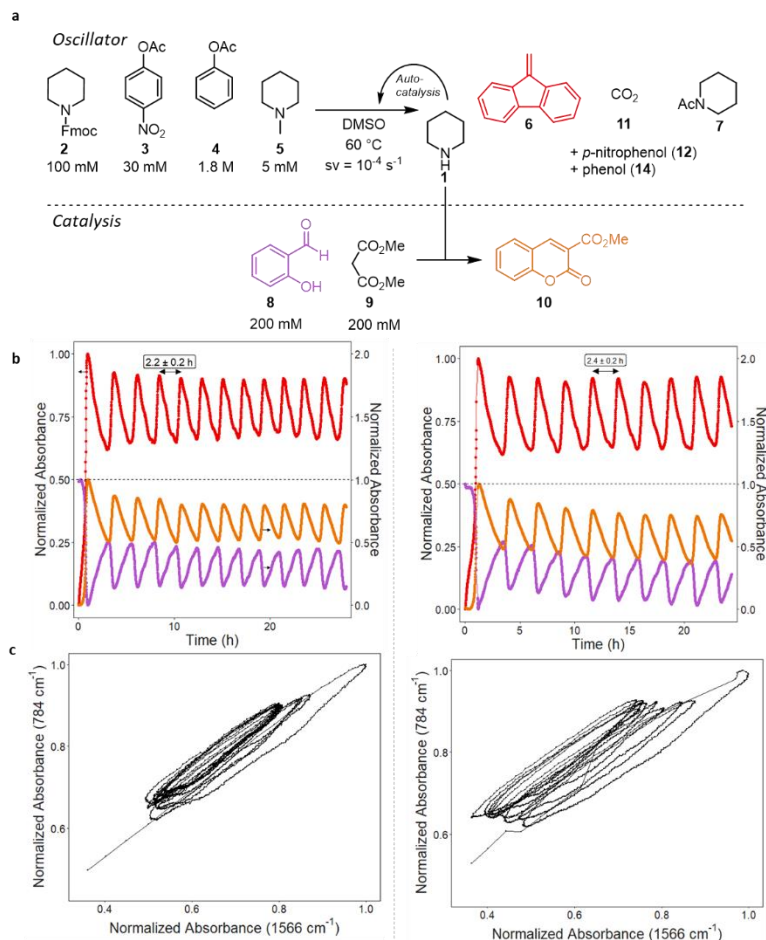 a
Oscillator
OAc
OAc
N
Fmoc
NO₂
N
2
3
4
5
100 mM
30 mM
1.8 M
5 mM
Auto-
catalysis
DMSO
60 °C
sv = 10⁻⁴ s⁻¹
N
H
1
6
CO₂
11
AcN
7
+ p-nitrophenol (12)
+ phenol (14)
Catalysis
O
H
OH
8
200 mM
CO₂Me
CO₂Me
9
200 mM
CO₂Me
O
O
10
b
Normalized Absorbance
1.00
0.75
0.50
0.25
0.00
2.2 ± 0.2 h
2.0
1.5
1.0
0.5
0.0
Normalized Absorbance
0
10
20
Time (h)
Normalized Absorbance
1.00
0.75
0.50
0.25
0.00
2.4 ± 0.2 h
2.0
1.5
1.0
0.5
0.0
Normalized Absorbance
0
5
10
15
20
Time (h)
c
Normalized Absorbance (784 cm⁻¹)
1.0
0.8
0.6
0.4
0.6
0.8
1.0
Normalized Absorbance (1566 cm⁻¹)
Normalized Absorbance (784 cm⁻¹)
1.0
0.8
0.6
0.4
0.6
0.8
1.0
Normalized Absorbance (1566 cm⁻¹)